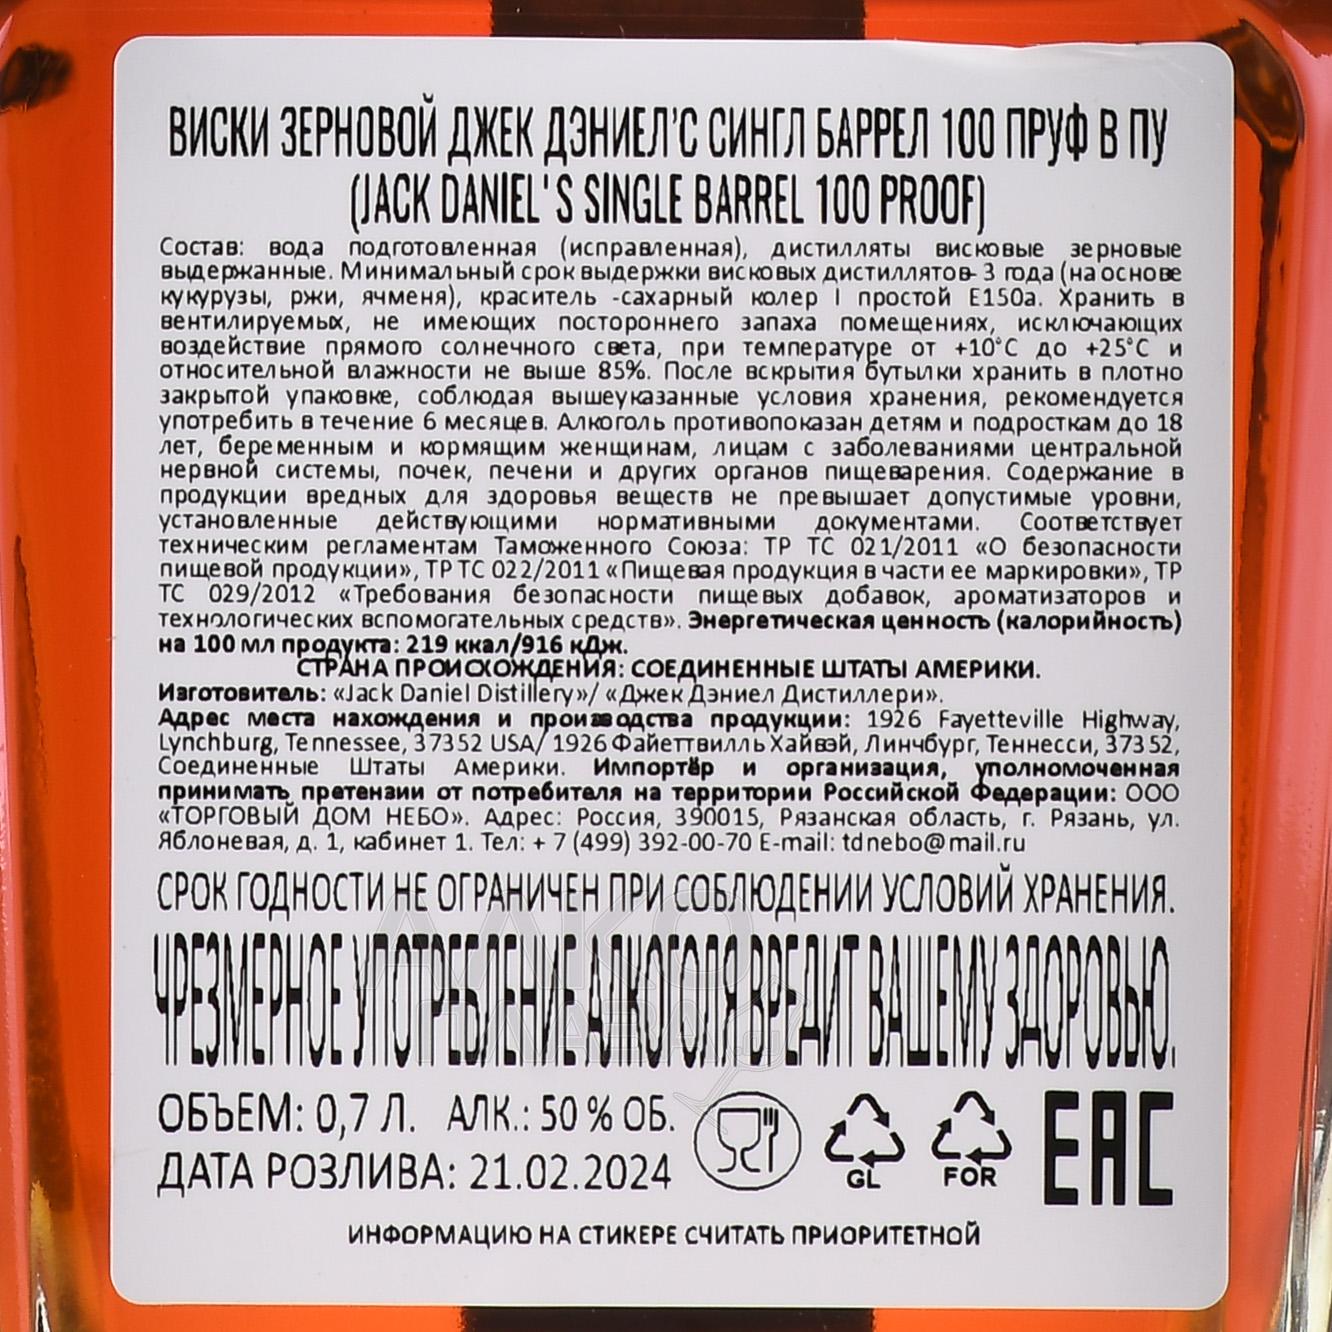 ВИСКИ ЗЕРНОВОЙ ДЖЕК ДЭНИЕЛ'С СИНГЛ БАРРЕЛ 100 ПРУФ В ПУ
(JACK DANIEL'S SINGLE BARREL 100 PROOF)
Состав: вода подготовленная (исправленная), дистилляты висковые зерновые
выдержанные. Минимальный срок выдержки висковых дистиллятов- 3 года (на основе
кукурузы, ржи, ячменя), краситель -сахарный колер I простой Е150а. Хранить в
вентилируемых, не имеющих постороннего запаха помещениях, исключающих
воздействие прямого солнечного света, при температуре от +10°С до +25°С и
относительной влажности не выше 85%. После вскрытия бутылки хранить в плотно
закрытой упаковке, соблюдая вышеуказанные условия хранения, рекомендуется
употребить в течение 6 месяцев. Алкоголь противопоказан детям и подросткам до 18
лет, беременным и кормящим женщинам, лицам с заболеваниями центральной
нервной системы, почек, печени и других органов пищеварения. Содержание в
продукции вредных для здоровья веществ не превышает допустимые уровни,
установленные действующими нормативными документами. Соответствует
техническим регламентам Таможенного Союза: ТР ТС 021/2011 «О безопасности
пищевой продукции», ТР ТС 022/2011 «Пищевая продукция в части ее маркировки», ТР
ТС 029/2012 «Требования безопасности пищевых добавок, ароматизаторов и
технологических вспомогательных средств». Энергетическая ценность (калорийность)
на 100 мл продукта: 219 ккал/916 кДж.
СТРАНА ПРОИСХОЖДЕНИЯ: СОЕДИНЕННЫЕ ШТАТЫ АМЕРИКИ.
Изготовитель: «Jack Daniel Distillery»/ «Джек Дэниел Дистиллери».
Адрес места нахождения и производства продукции: 1926 Fayetteville Highway,
Lynchburg, Tennessee, 37352 USA/ 1926 Файеттвилль Хайвэй, Линчбург, Теннесси, 37352,
Соединенные Штаты Америки. Импортёр и организация, уполномоченная
принимать претензии от потребителя на территории Российской Федерации: ООО
«ТОРГОВЫЙ ДОМ НЕБО». Адрес: Россия, 390015, Рязанская область, г. Рязань, ул.
Яблоневая, д. 1, кабинет 1. Тел: + 7 (499) 392-00-70 E-mail: tdnebo@mail.ru
СРОК ГОДНОСТИ НЕ ОГРАНИЧЕН ПРИ СОБЛЮДЕНИИ УСЛОВИЙ ХРАНЕНИЯ.
ЧРЕЗМЕРНОЕ УПОТРЕБЛЕНИЕ АЛКОГОЛЯ ВРЕДИТ ВАШЕМУ ЗДОРОВЬЮ.
ОБЪЕМ: 0,7 Л. АЛК.: 50 % ОБ.
ДАТА РОЗЛИВА: 21.02.2024
GL FOR EAC
ИНФОРМАЦИЮ НА СТИКЕРЕ СЧИТАТЬ ПРИОРИТЕТНОЙ